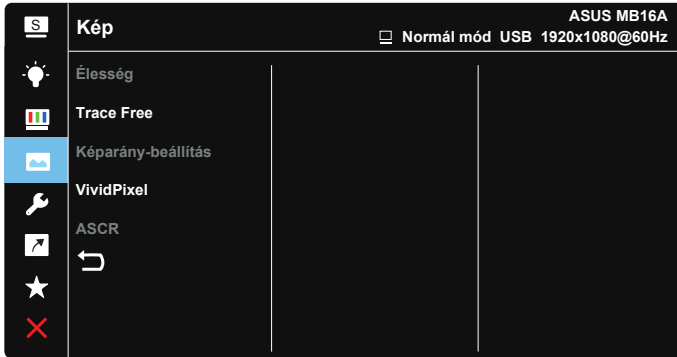 S
Kép
ASUS MB16A
Normál mód USB 1920x1080@60Hz
Élesség
Trace Free
Képarány-beállítás
VividPixel
ASCR